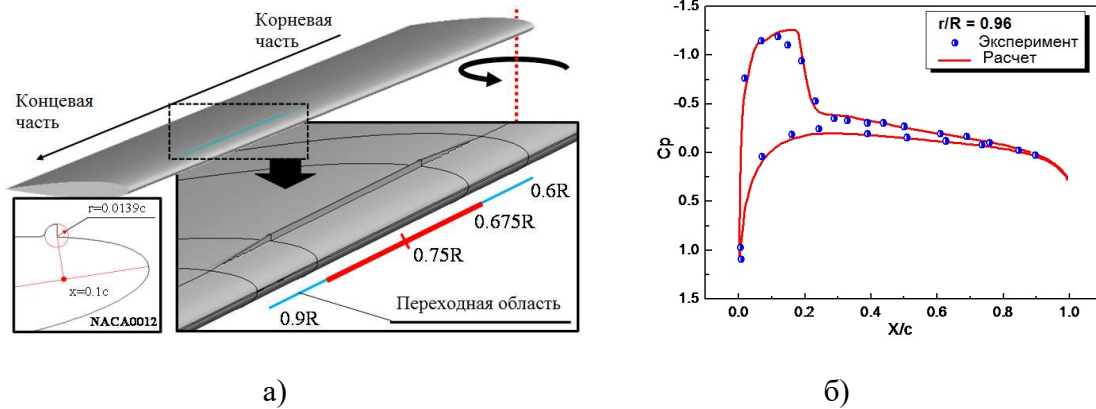 Корневая
часть
Концевая
часть
r=0.0139c
x=0.1c
NACA0012
0.6R
0.675R
0.75R
0.9R
Переходная область
а)
-1.5
-1.0
-0.5
0.0
0.5
1.0
1.5
Cp
r/R = 0.96
Эксперимент
Расчет
0.0
0.2
0.4
0.6
0.8
1.0
X/c
б)